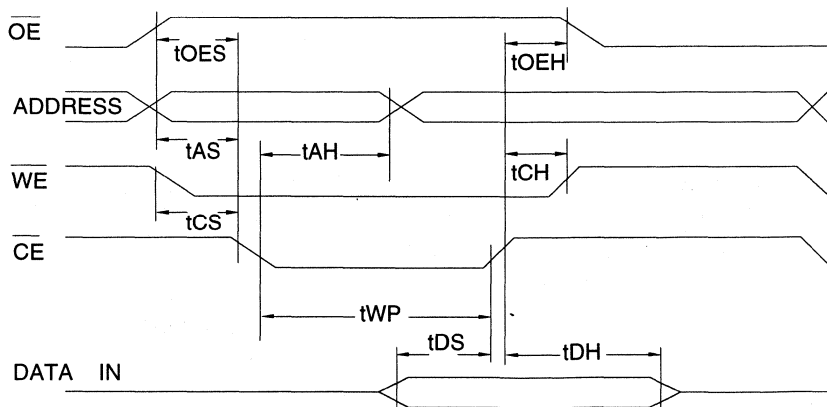 OE
tOES
tOEH
ADDRESS
tAS
tAH
WE
tCH
tCS
CE
tWP
tDS
tDH
DATA IN